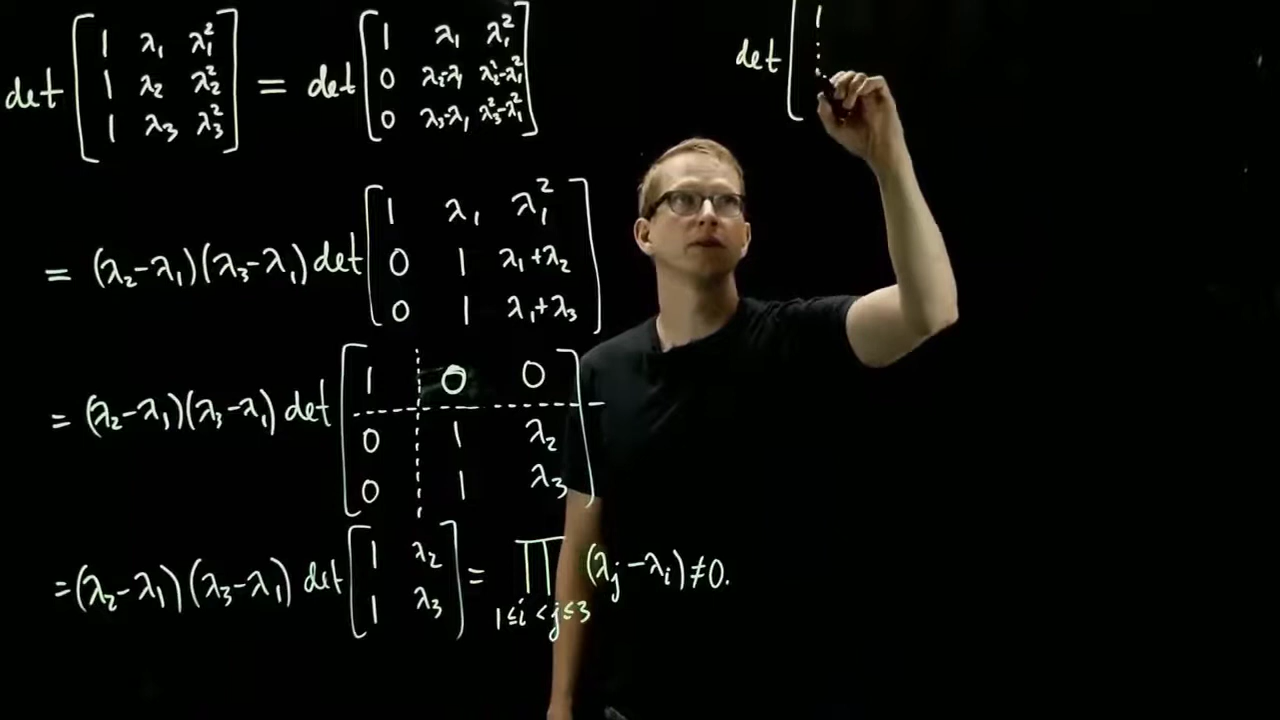 det [ 1 λ₁ λ₁² ; 1 λ₂ λ₂² ; 1 λ₃ λ₃² ] = det [ 1 λ₁ λ₁² ; 0 λ₂-λ₁ λ₂²-λ₁² ; 0 λ₃-λ₁ λ₃²-λ₁² ]
= (λ₂-λ₁)(λ₃-λ₁) det [ 1 λ₁ λ₁² ; 0 1 λ₁+λ₂ ; 0 1 λ₁+λ₃ ]
= (λ₂-λ₁)(λ₃-λ₁) det [ 1 0 0 ; 0 1 λ₂ ; 0 1 λ₃ ]
= (λ₂-λ₁)(λ₃-λ₁) det [ 1 λ₂ ; 1 λ₃ ] = ∏_{1≤i<j≤3} (λⱼ-λᵢ) ≠ 0.
det [ 1 ⋮